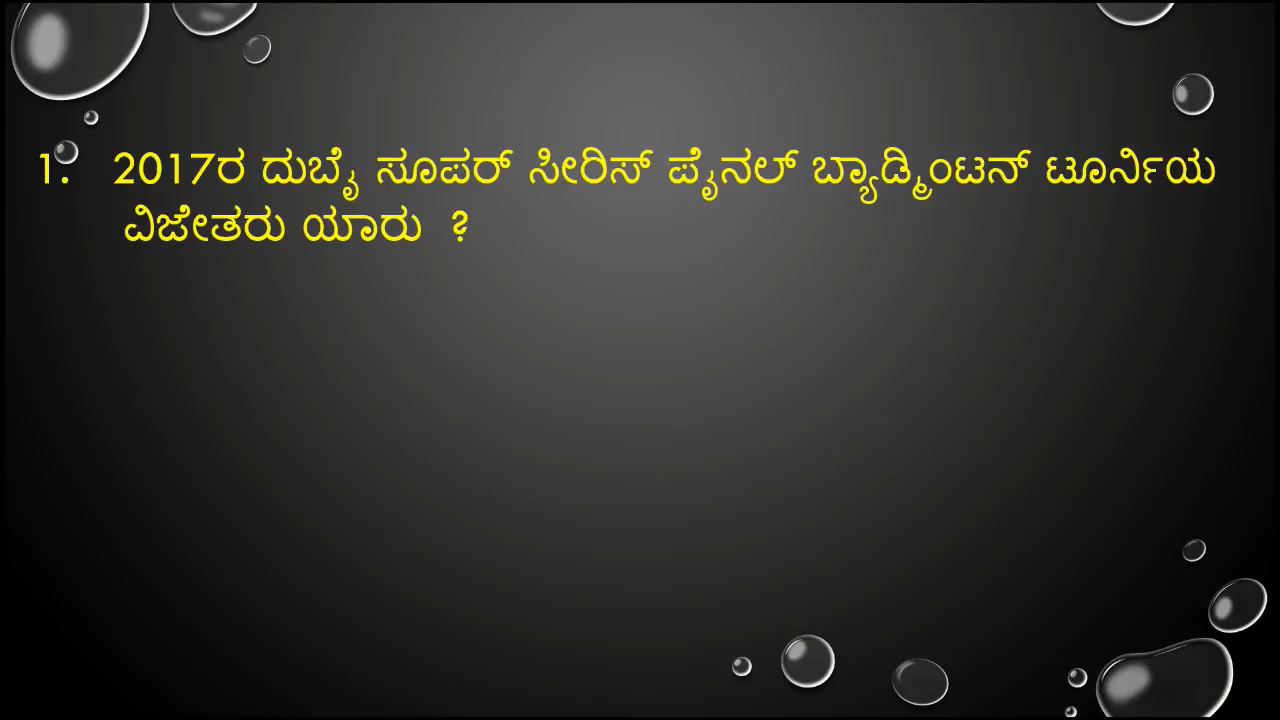 1. 2017ರ ದುಬೈ ಸೂಪರ್ ಸೀರಿಸ್ ಪೈನಲ್ ಬ್ಯಾಡ್ಮಿಂಟನ್ ಟೂರ್ನಿಯ
ವಿಜೇತರು ಯಾರು ?